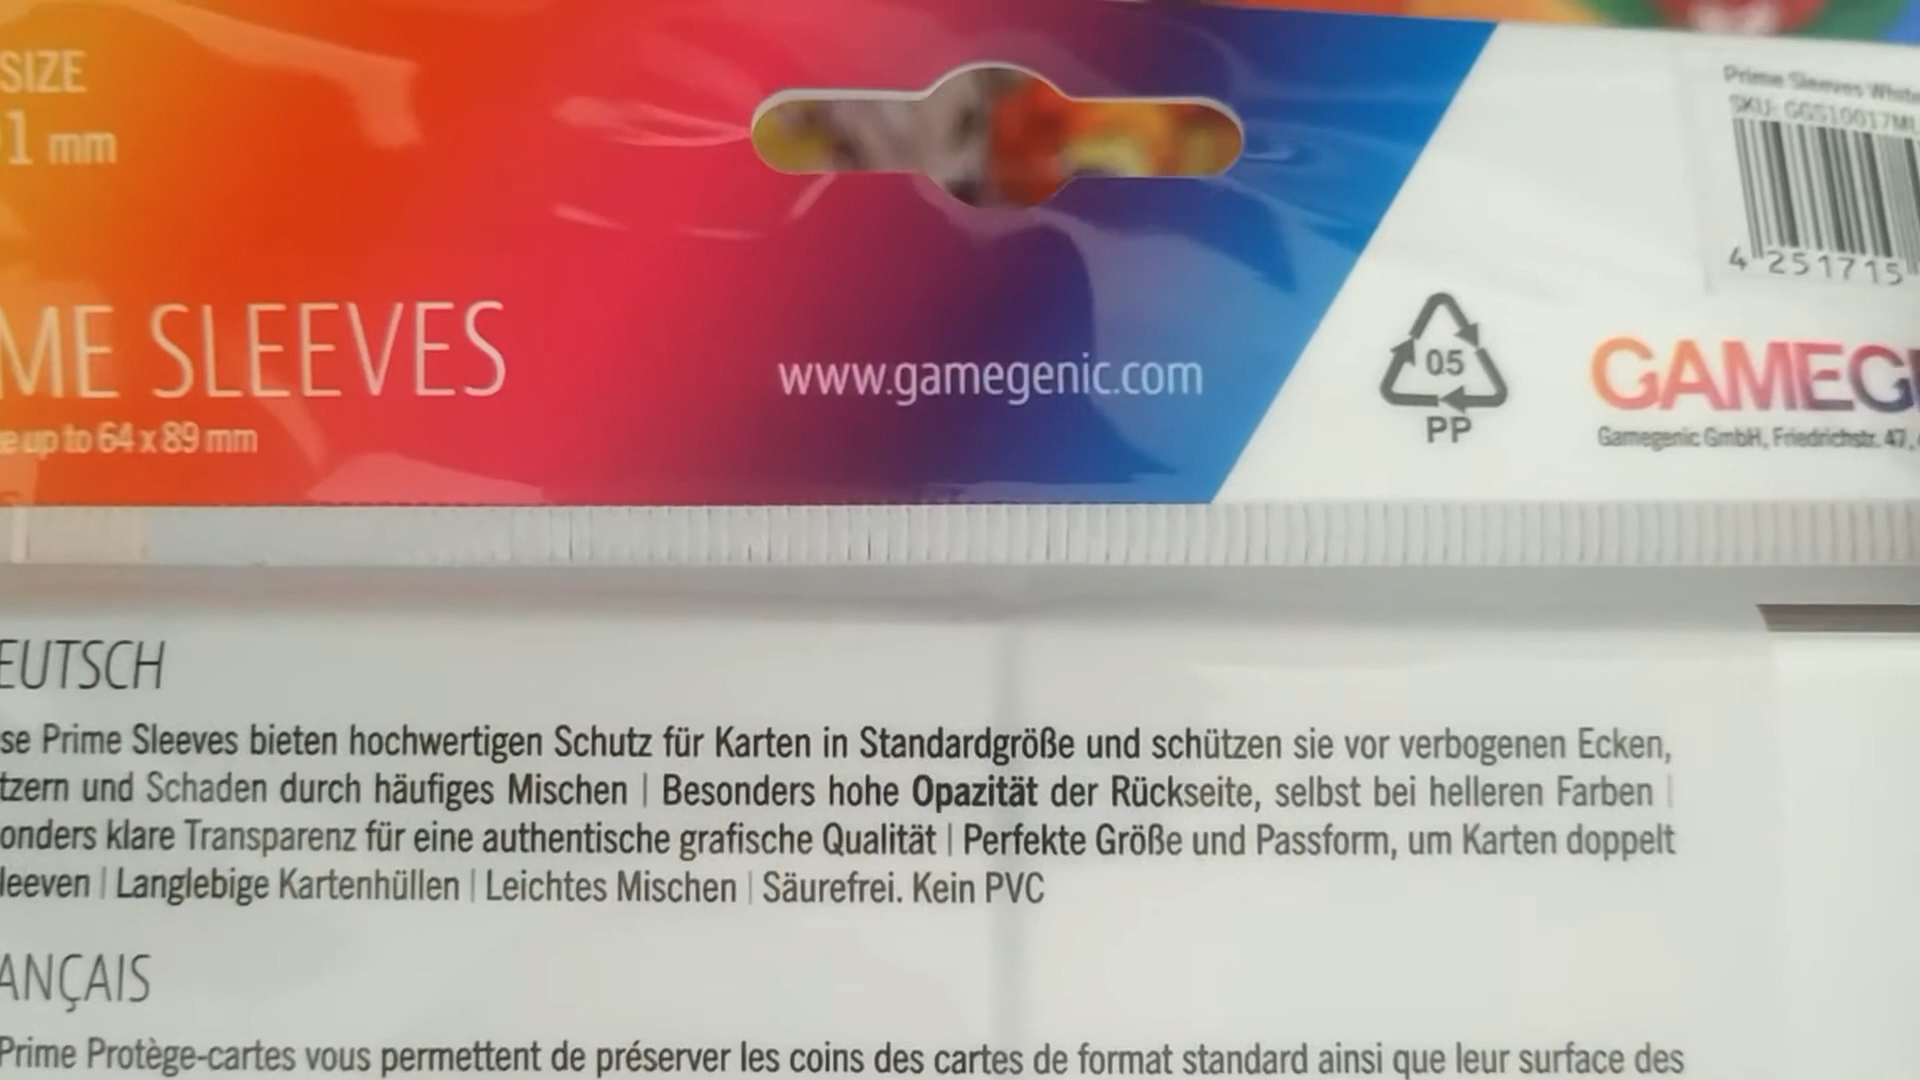 SIZE
1 mm
ME SLEEVES
e up to 64 x 89 mm
www.gamegenic.com
05
PP
Prime Sleeves White
SKU: GGS10017ML
4 251715
GAMEG
Gamegenic GmbH, Friedrichstr. 47,
EUTSCH
se Prime Sleeves bieten hochwertigen Schutz für Karten in Standardgröße und schützen sie vor verbogenen Ecken,
tzern und Schaden durch häufiges Mischen | Besonders hohe Opazität der Rückseite, selbst bei helleren Farben |
onders klare Transparenz für eine authentische grafische Qualität | Perfekte Größe und Passform, um Karten doppelt
leeven | Langlebige Kartenhüllen | Leichtes Mischen | Säurefrei. Kein PVC
ANÇAIS
Prime Protège-cartes vous permettent de préserver les coins des cartes de format standard ainsi que leur surface des